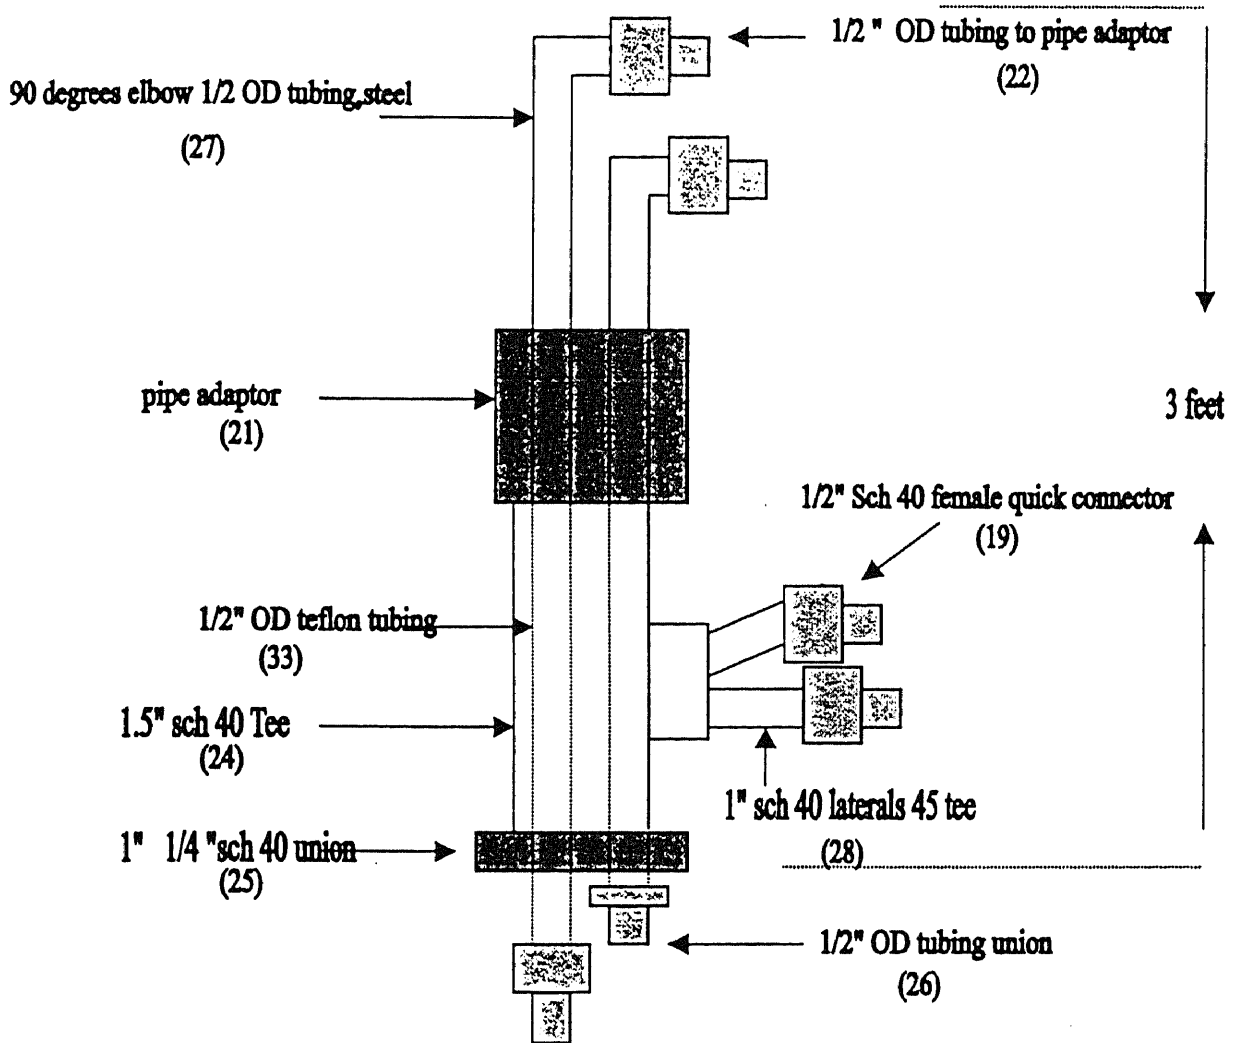 1/2 " OD tubing to pipe adaptor
(22)
90 degrees elbow 1/2 OD tubing,steel
(27)
pipe adaptor
(21)
3 feet
1/2" Sch 40 female quick connector
(19)
1/2" OD teflon tubing
(33)
1.5" sch 40 Tee
(24)
1" sch 40 laterals 45 tee
(28)
1" 1/4 "sch 40 union
(25)
1/2" OD tubing union
(26)